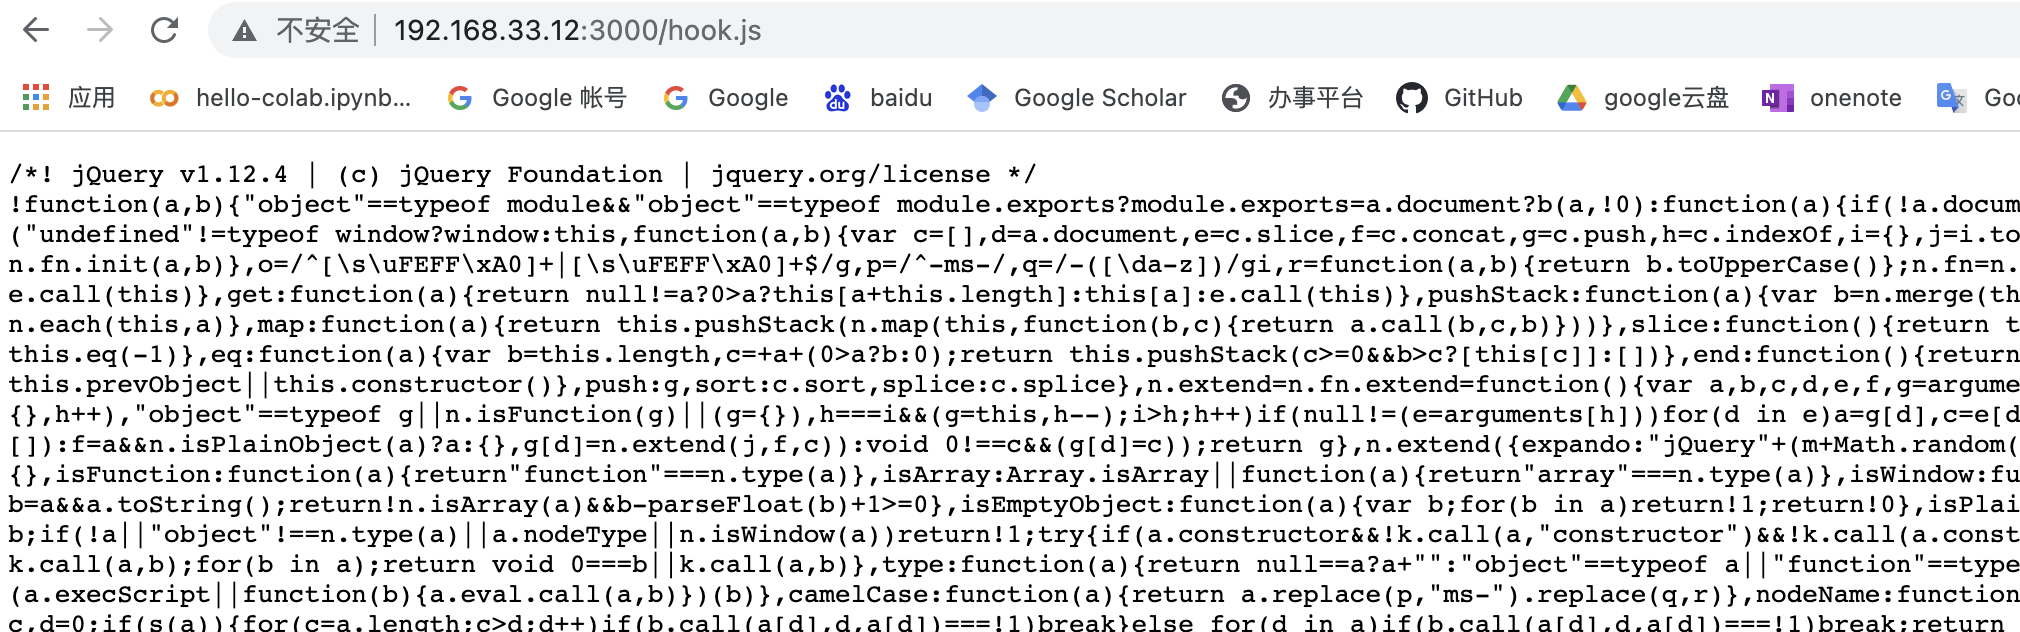 不安全 192.168.33.12:3000/hook.js
应用 hello-colab.ipynb... Google 帐号 Google baidu Google Scholar 办事平台 GitHub google云盘 onenote Goo
/*! jQuery v1.12.4 | (c) jQuery Foundation | jquery.org/license */
!function(a,b){"object"==typeof module&&"object"==typeof module.exports?module.exports=a.document?b(a,!0):function(a){if(!a.docum
("undefined"!=typeof window?window:this,function(a,b){var c=[],d=a.document,e=c.slice,f=c.concat,g=c.push,h=c.indexOf,i={},j=i.to
n.fn.init(a,b)},o=/^[\s\uFEFF\xA0]+|[\s\uFEFF\xA0]+$/g,p=/^-ms-/,q=/-([\da-z])/gi,r=function(a,b){return b.toUpperCase()};n.fn=n.
e.call(this)},get:function(a){return null!=a?0>a?this[a+this.length]:this[a]:e.call(this)},pushStack:function(a){var b=n.merge(th
n.each(this,a)},map:function(a){return this.pushStack(n.map(this,function(b,c){return a.call(b,c,b)}))},slice:function(){return t
this.eq(-1)},eq:function(a){var b=this.length,c=+a+(0>a?b:0);return this.pushStack(c>=0&&b>c?[this[c]]:[])},end:function(){return
this.prevObject||this.constructor()},push:g,sort:c.sort,splice:c.splice},n.extend=n.fn.extend=function(){var a,b,c,d,e,f,g=argume
{},h++),"object"==typeof g||n.isFunction(g)||(g={}),h===i&&(g=this,h--);i>h;h++)if(null!=(e=arguments[h]))for(d in e)a=g[d],c=e[d
[]):f=a&&n.isPlainObject(a)?a:{},g[d]=n.extend(j,f,c)):void 0!==c&&(g[d]=c));return g},n.extend({expando:"jQuery"+(m+Math.random(
{},isFunction:function(a){return"function"===n.type(a)},isArray:Array.isArray||function(a){return"array"===n.type(a)},isWindow:fu
b=a&&a.toString();return!n.isArray(a)&&b-parseFloat(b)+1>=0},isEmptyObject:function(a){var b;for(b in a)return!1;return!0},isPlai
b;if(!a||"object"!==n.type(a)||a.nodeType||n.isWindow(a))return!1;try{if(a.constructor&&!k.call(a,"constructor")&&!k.call(a.const
k.call(a,b);for(b in a);return void 0===b||k.call(a,b)},type:function(a){return null==a?a+"":"object"==typeof a||"function"==type
(a.execScript||function(b){a.eval.call(a,b)})(b)},camelCase:function(a){return a.replace(p,"ms-").replace(q,r)},nodeName:function
c,d=0;if(s(a)){for(c=a.length;c>d;d++)if(b.call(a[d],d,a[d])===!1)break}else for(d in a)if(b.call(a[d],d,a[d])===!1)break;return